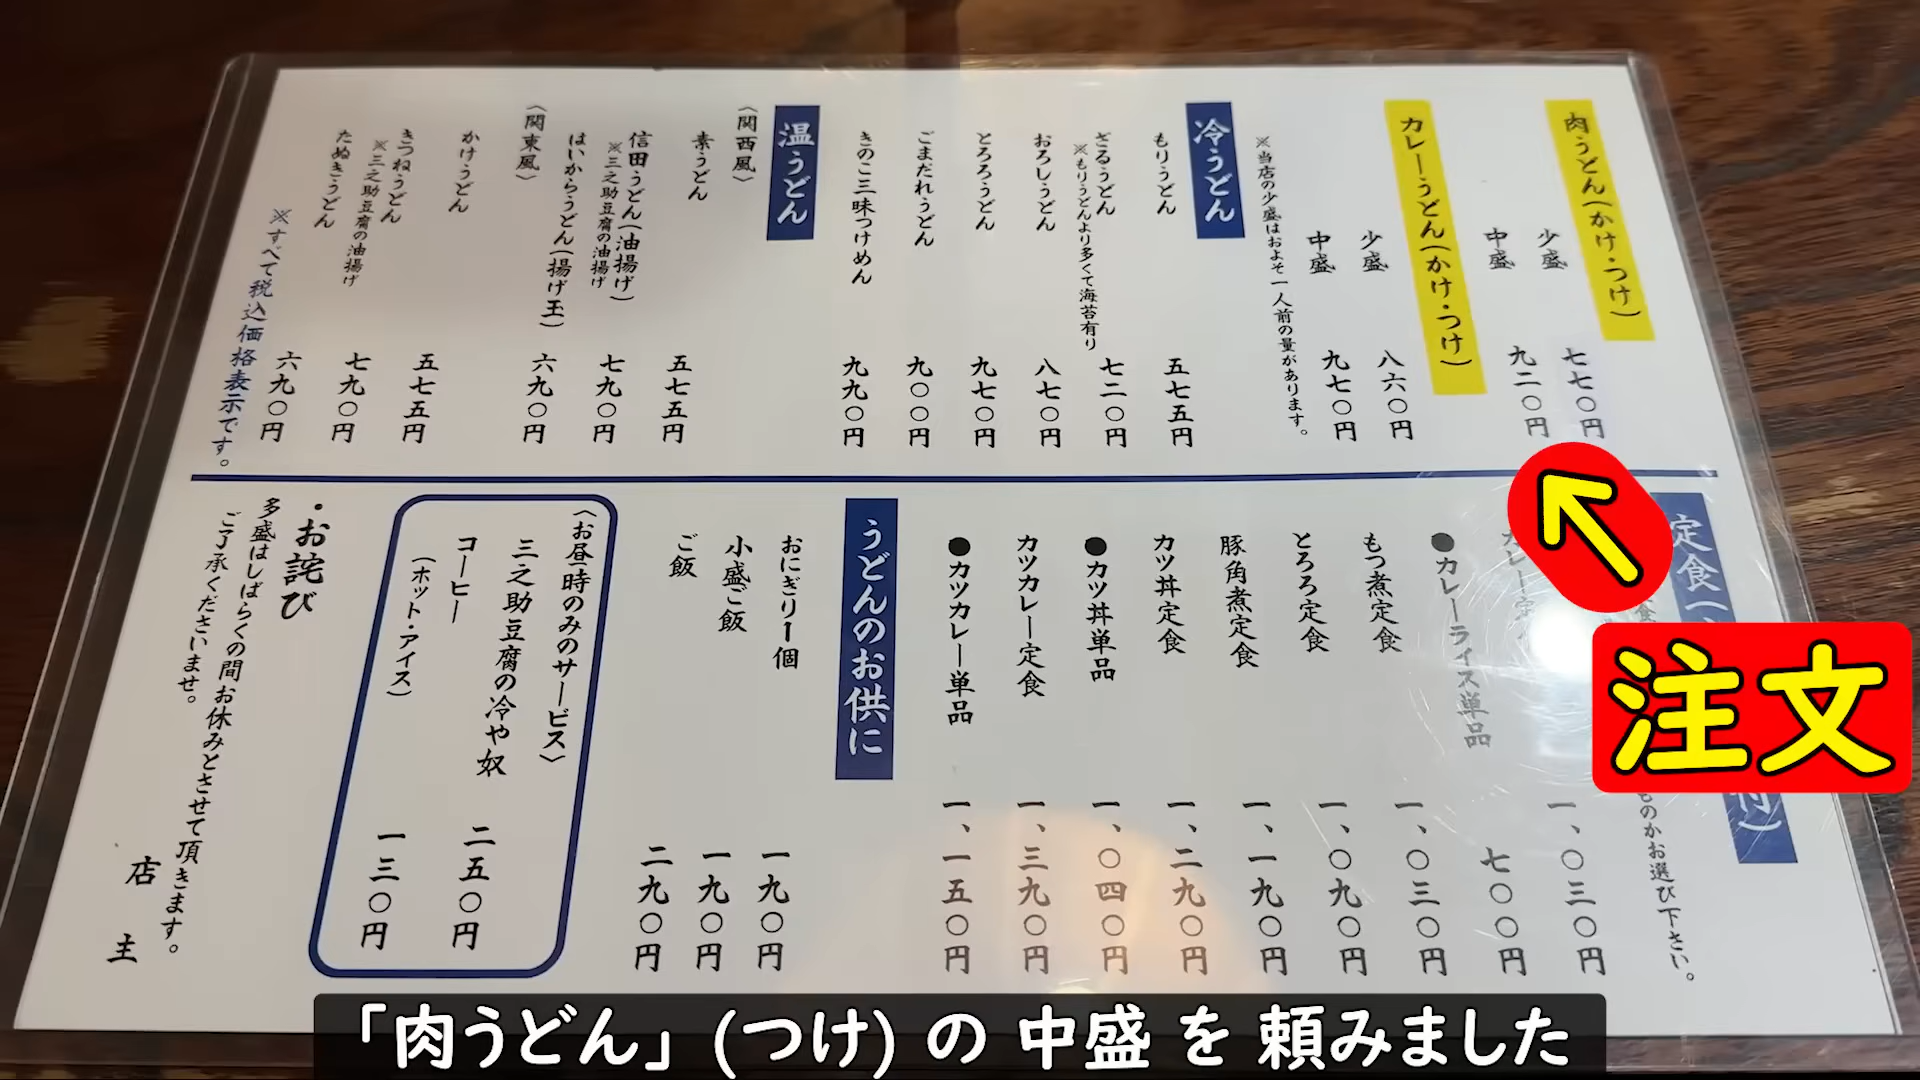 肉うどん(かけ・つけ)
少盛 七七〇円
中盛 九二〇円
カレーうどん(かけ・つけ)
少盛 八六〇円
中盛 九七〇円
※当店の少盛はおよそ一人前の量があります。
冷うどん
もりうどん 五七五円
ざるうどん 七二〇円
※もりうどんより多くて海苔有り
おろしうどん 八七〇円
とろろうどん 九七〇円
ごまだれうどん 九〇〇円
きのこ三昧つけめん 九九〇円
温うどん
〈関西風〉
素うどん 五七五円
信田うどん(油揚げ) 七九〇円
※三之助豆腐の油揚げ
はいからうどん(揚げ玉) 六九〇円
〈関東風〉
かけうどん 五七五円
きつねうどん 七九〇円
※三之助豆腐の油揚げ
たぬきうどん 六九〇円
※すべて税込価格表示です。
定食(
付)
ものかお選び下さい。
カレー定 一、〇三〇円
●カレーライス単品 七〇〇円
もつ煮定食 一、〇三〇円
とろろ定食 一、〇九〇円
豚角煮定食 一、一九〇円
カツ丼定食 一、二九〇円
●カツ丼単品 一、〇四〇円
カツカレー定食 一、三九〇円
●カツカレー単品 一、一五〇円
うどんのお供に
おにぎり一個 一九〇円
小盛ご飯 一九〇円
ご飯 二九〇円
〈お昼時のみのサービス〉
三之助豆腐の冷や奴 二五〇円
コーヒー 一三〇円
(ホット・アイス)
・お詫び
多盛はしばらくの間お休みとさせて頂きます。
ご了承くださいませ。
店主
注文
「肉うどん」(つけ)の 中盛 を 頼みました